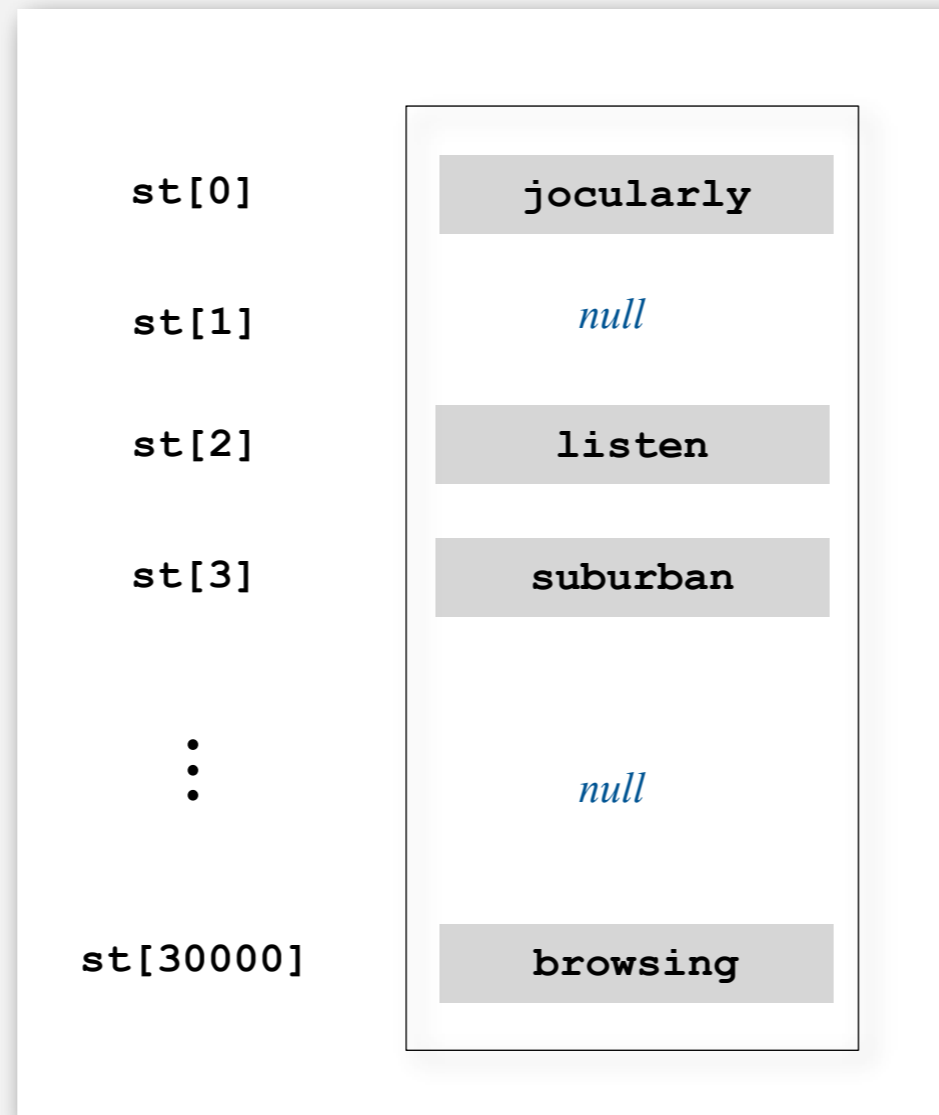 st[0] jocularly
st[1] null
st[2] listen
st[3] suburban
⋮ null
st[30000] browsing